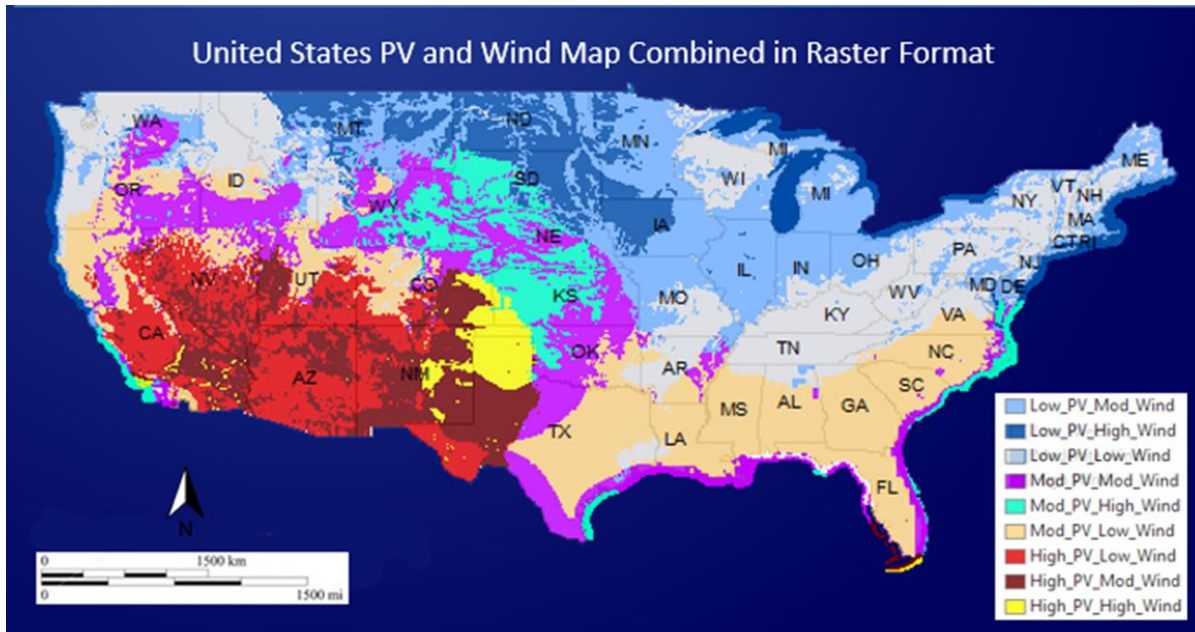 United States PV and Wind Map Combined in Raster Format
WA
MT
ND
MN
MI
ME
OR
ID
WY
SD
WI
MI
NY
VT
NH
MA
CTRI
NV
UT
CO
NE
IA
IL
IN
OH
PA
NJ
MD
DE
CA
KS
MO
KY
WV
VA
AZ
NM
OK
AR
TN
NC
SC
TX
LA
MS
AL
GA
FL
N
0 1500 km
0 1500 mi
Low_PV_Mod_Wind
Low_PV_High_Wind
Low_PV_Low_Wind
Mod_PV_Mod_Wind
Mod_PV_High_Wind
Mod_PV_Low_Wind
High_PV_Low_Wind
High_PV_Mod_Wind
High_PV_High_Wind